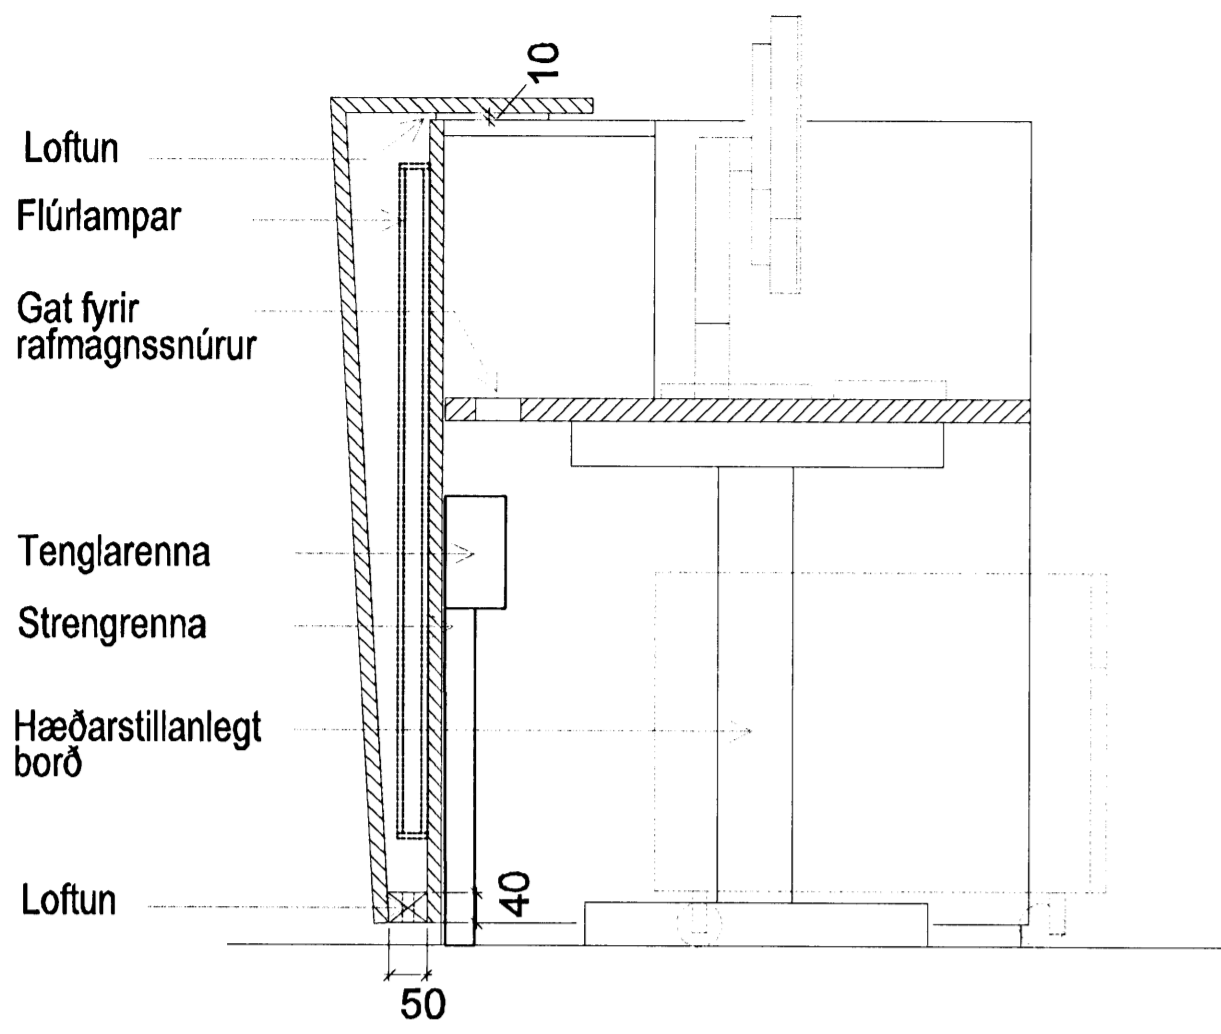 10
Loftun
Flúrlampar
Gat fyrir
rafmagnssnúrur
Tenglarenna
Strengrenna
Hæðarstillanlegt
borð
Loftun
40
50